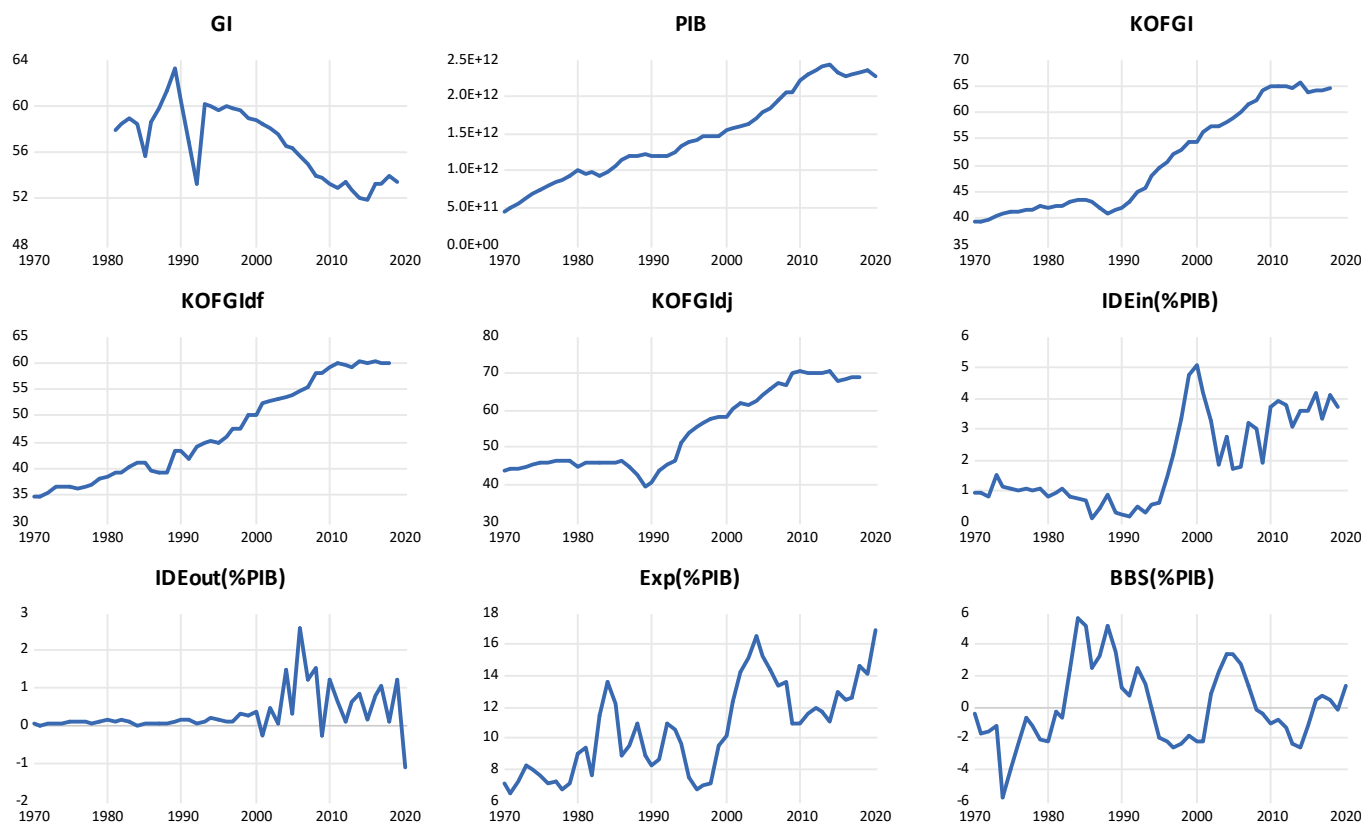 GI
PIB
KOFGI
64
60
56
52
48
1970 1980 1990 2000 2010 2020
2.5E+12
2.0E+12
1.5E+12
1.0E+12
5.0E+11
0.0E+00
1970 1980 1990 2000 2010 2020
70
65
60
55
50
45
40
35
1970 1980 1990 2000 2010 2020
KOFGIdf
KOFGIdj
IDEin(%PIB)
65
60
55
50
45
40
35
30
1970 1980 1990 2000 2010 2020
80
70
60
50
40
30
1970 1980 1990 2000 2010 2020
6
5
4
3
2
1
0
1970 1980 1990 2000 2010 2020
IDEout(%PIB)
Exp(%PIB)
BBS(%PIB)
3
2
1
0
-1
-2
1970 1980 1990 2000 2010 2020
18
16
14
12
10
8
6
1970 1980 1990 2000 2010 2020
6
4
2
0
-2
-4
-6
1970 1980 1990 2000 2010 2020